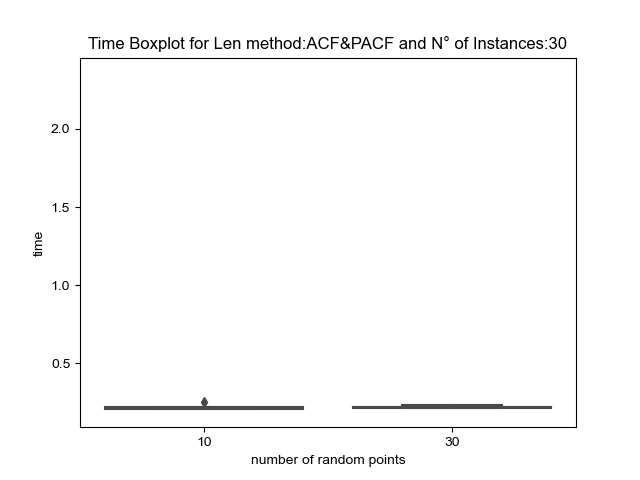 Time Boxplot for Len method:ACF&PACF and N° of Instances:30
2.0
1.5
time
1.0
0.5
10
30
number of random points